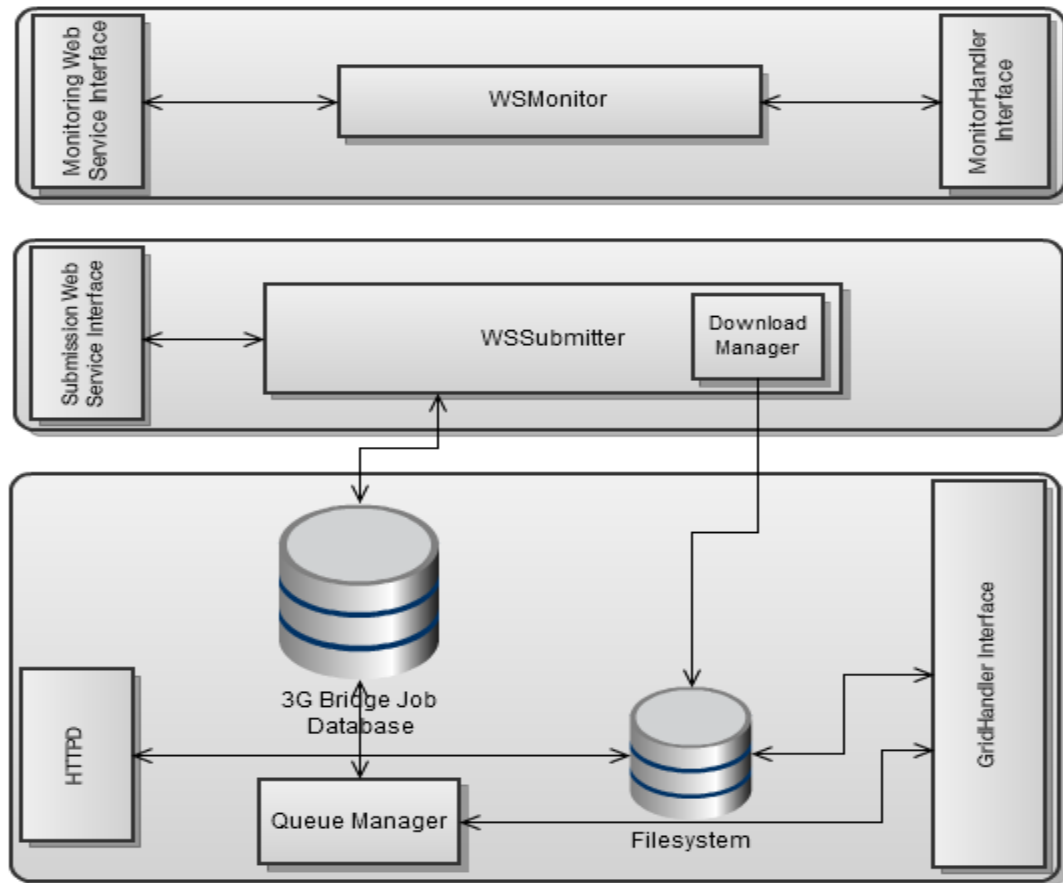 Monitoring Web
Service Interface
WSMonitor
MonitorHandler
Interface
Submission Web
Service Interface
WSSubmitter
Download
Manager
3G Bridge Job
Database
HTTPD
Queue Manager
Filesystem
GridHandler Interface